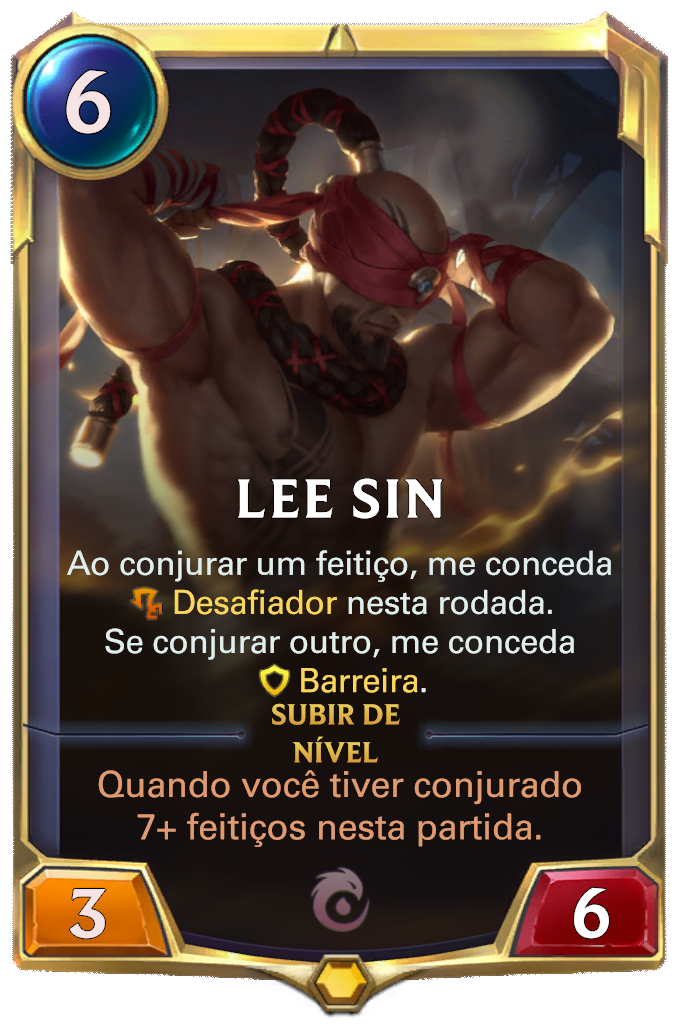 6
LEE SIN
Ao conjurar um feitiço, me conceda
Desafiador nesta rodada.
Se conjurar outro, me conceda
Barreira.
SUBIR DE
NÍVEL
Quando você tiver conjurado
7+ feitiços nesta partida.
3
6